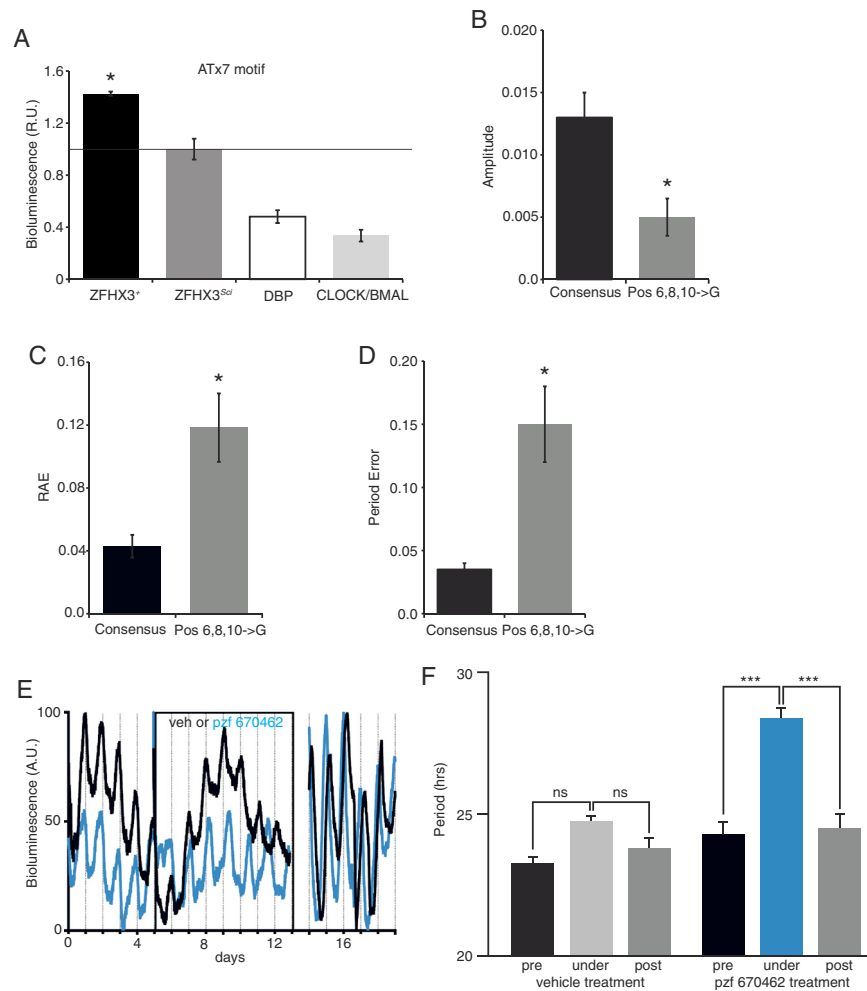 A
ATx7 motif
Bioluminescence (R.U.)
1.6
1.2
0.8
0.4
0
*
ZFHX3+
ZFHX3Sci
DBP
CLOCK/BMAL
B
Amplitude
0.020
0.015
0.010
0.005
0
*
Consensus
Pos 6,8,10->G
C
RAE
0.16
0.12
0.08
0.04
0.0
*
Consensus
Pos 6,8,10->G
D
Period Error
0.20
0.15
0.10
0.05
0.00
*
Consensus
Pos 6,8,10->G
E
Bioluminescence (A.U.)
100
50
0
veh or pzf 670462
0
4
8
12
16
days
F
Period (hrs)
30
25
20
ns
ns
***
***
pre
under
post
vehicle treatment
pre
under
post
pzf 670462 treatment